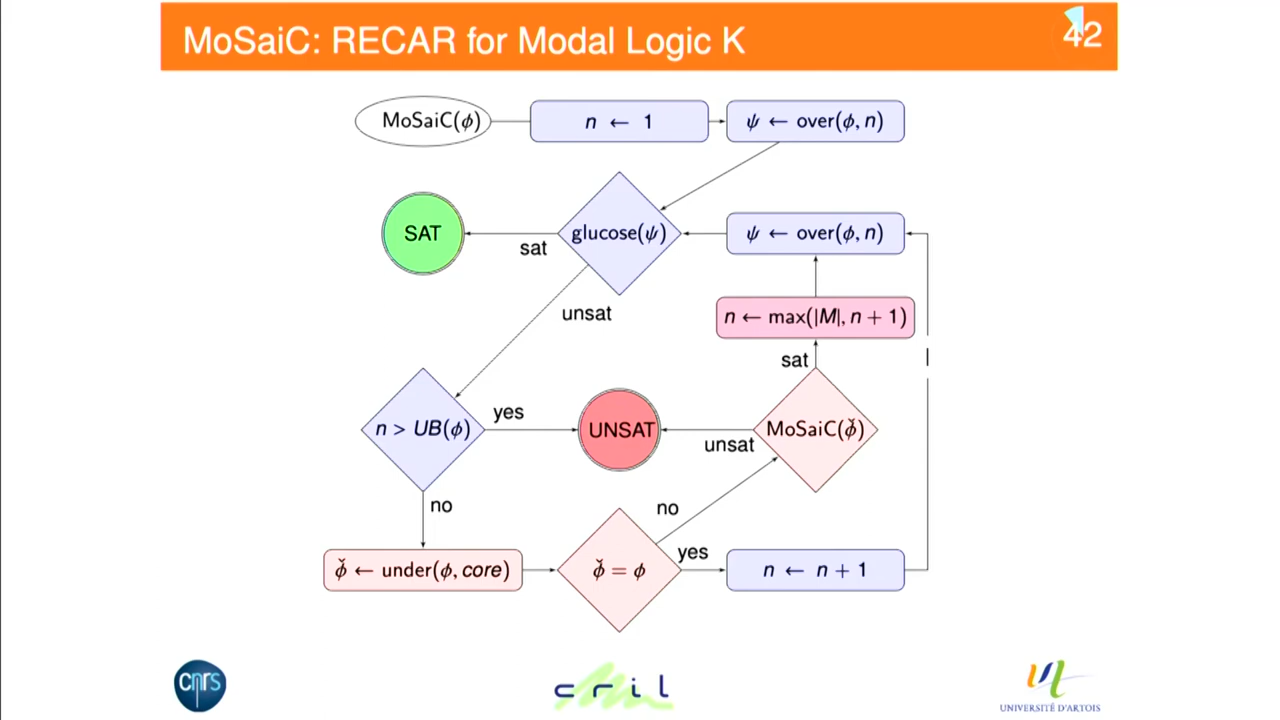 MoSaiC: RECAR for Modal Logic K
42
MoSaiC(ϕ)
n ← 1
ψ ← over(ϕ, n)
SAT
sat
glucose(ψ)
ψ ← over(ϕ, n)
unsat
n ← max(|M|, n + 1)
sat
n > UB(ϕ)
yes
UNSAT
unsat
MoSaiC(ϕ̌)
no
no
ϕ̌ ← under(ϕ, core)
ϕ̌ = ϕ
yes
n ← n + 1
cnrs
cril
UNIVERSITÉ D'ARTOIS